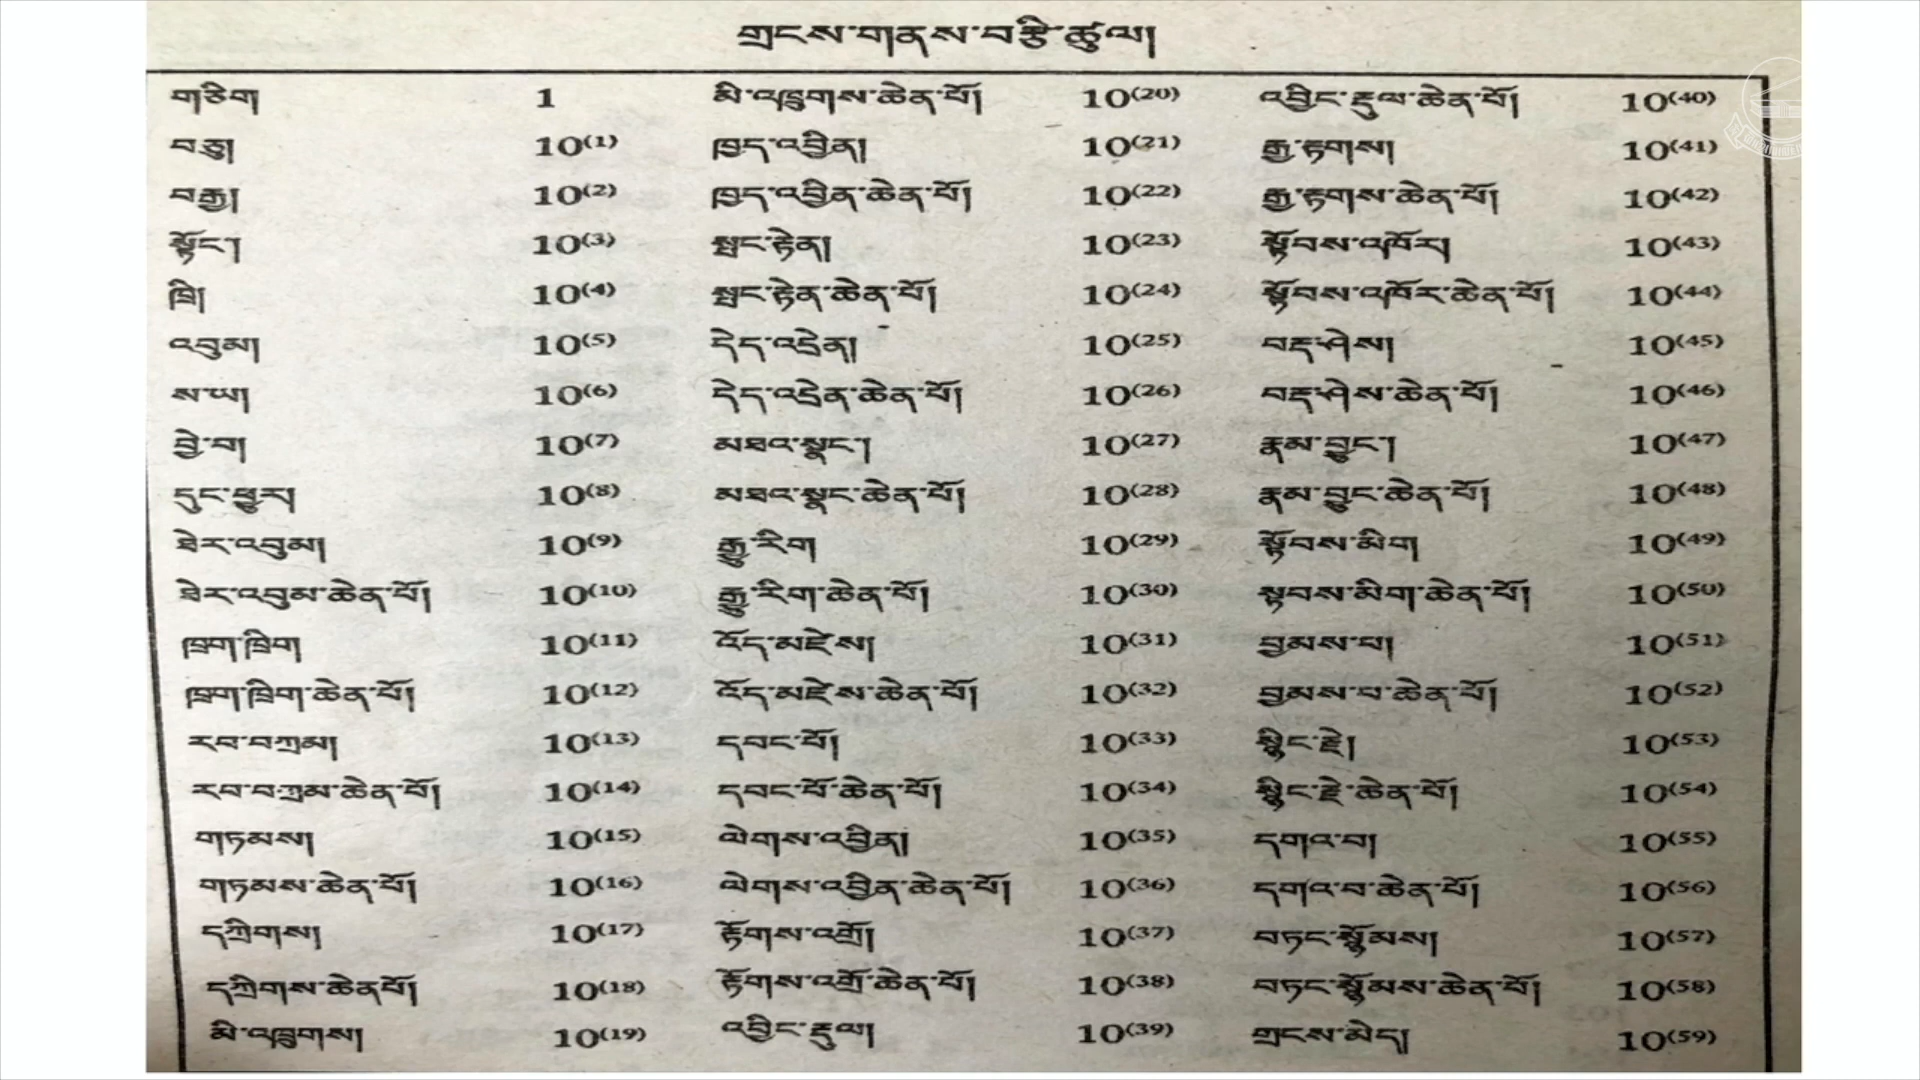 གྲངས་གནས་བརྩི་ཚུལ།
གཅིག 1 མི་འཁྲུགས་ཆེན་པོ། 10(20) འབྱིང་རྡུལ་ཆེན་པོ། 10(40)
བཅུ། 10(1) ཁྱད་འབྱིན། 10(21) རྒྱ་རྟགས། 10(41)
བརྒྱ། 10(2) ཁྱད་འབྱིན་ཆེན་པོ། 10(22) རྒྱ་རྟགས་ཆེན་པོ། 10(42)
སྟོང་། 10(3) སྤང་རྟེན། 10(23) སྟོབས་འཁོར། 10(43)
ཁྲི། 10(4) སྤང་རྟེན་ཆེན་པོ། 10(24) སྟོབས་འཁོར་ཆེན་པོ། 10(44)
འབུམ། 10(5) དེད་འདྲེན། 10(25) བརྡ་ཤེས། 10(45)
ས་ཡ། 10(6) དེད་འདྲེན་ཆེན་པོ། 10(26) བརྡ་ཤེས་ཆེན་པོ། 10(46)
བྱེ་བ། 10(7) མཐའ་སྣང་། 10(27) རྣམ་བྱུང་། 10(47)
དུང་ཕྱུར། 10(8) མཐའ་སྣང་ཆེན་པོ། 10(28) རྣམ་བྱུང་ཆེན་པོ། 10(48)
ཐེར་འབུམ། 10(9) རྒྱུ་རིག 10(29) སྟོབས་མིག 10(49)
ཐེར་འབུམ་ཆེན་པོ། 10(10) རྒྱུ་རིག་ཆེན་པོ། 10(30) སྟབས་མིག་ཆེན་པོ། 10(50)
ཁྲག་ཁྲིག 10(11) འོད་མཛེས། 10(31) བྱམས་པ། 10(51)
ཁྲག་ཁྲིག་ཆེན་པོ། 10(12) འོད་མཛེས་ཆེན་པོ། 10(32) བྱམས་པ་ཆེན་པོ། 10(52)
རབ་བཀྲམ། 10(13) དབང་པོ། 10(33) སྙིང་རྗེ། 10(53)
རབ་བཀྲམ་ཆེན་པོ། 10(14) དབང་པོ་ཆེན་པོ། 10(34) སྙིང་རྗེ་ཆེན་པོ། 10(54)
གཏམས། 10(15) ལེགས་འབྱིན། 10(35) དགའ་བ། 10(55)
གཏམས་ཆེན་པོ། 10(16) ལེགས་འབྱིན་ཆེན་པོ། 10(36) དགའ་བ་ཆེན་པོ། 10(56)
དཀྲིགས། 10(17) རྟོགས་འགྲོ། 10(37) བཏང་སྙོམས། 10(57)
དཀྲིགས་ཆེནཔོ། 10(18) རྟོགས་འགྲོ་ཆེན་པོ། 10(38) བཏང་སྙོམས་ཆེན་པོ། 10(58)
མི་འཁྲུགས། 10(19) འབྱིང་རྡུལ། 10(39) གྲངས་མེད། 10(59)